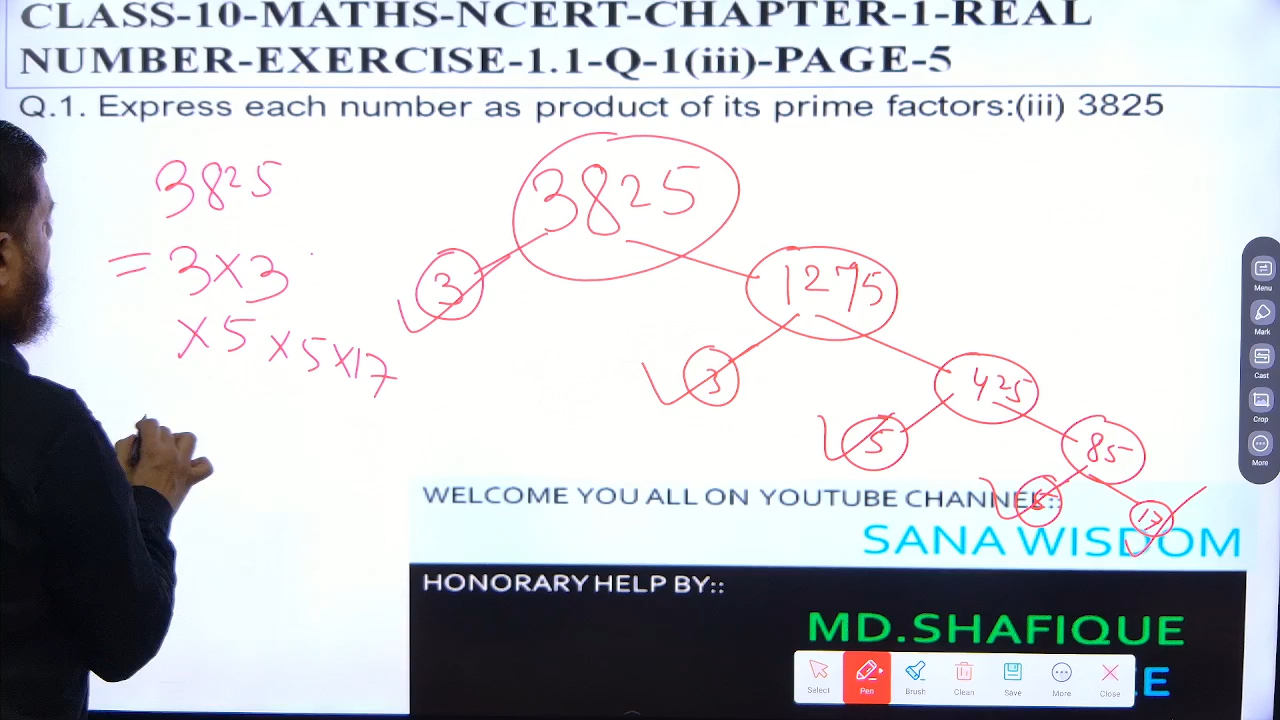 CLASS-10-MATHS-NCERT-CHAPTER-1-REAL
NUMBER-EXERCISE-1.1-Q-1(iii)-PAGE-5
Q.1. Express each number as product of its prime factors:(iii) 3825
3825
= 3×3
×5×5×17
3825
3
1275
3
425
5
85
5
17
WELCOME YOU ALL ON YOUTUBE CHANNEL::
SANA WISDOM
HONORARY HELP BY::
MD.SHAFIQUE
E
Select
Pen
Brush
Clean
Save
More
Close
Menu
Mark
Cast
Crop
More